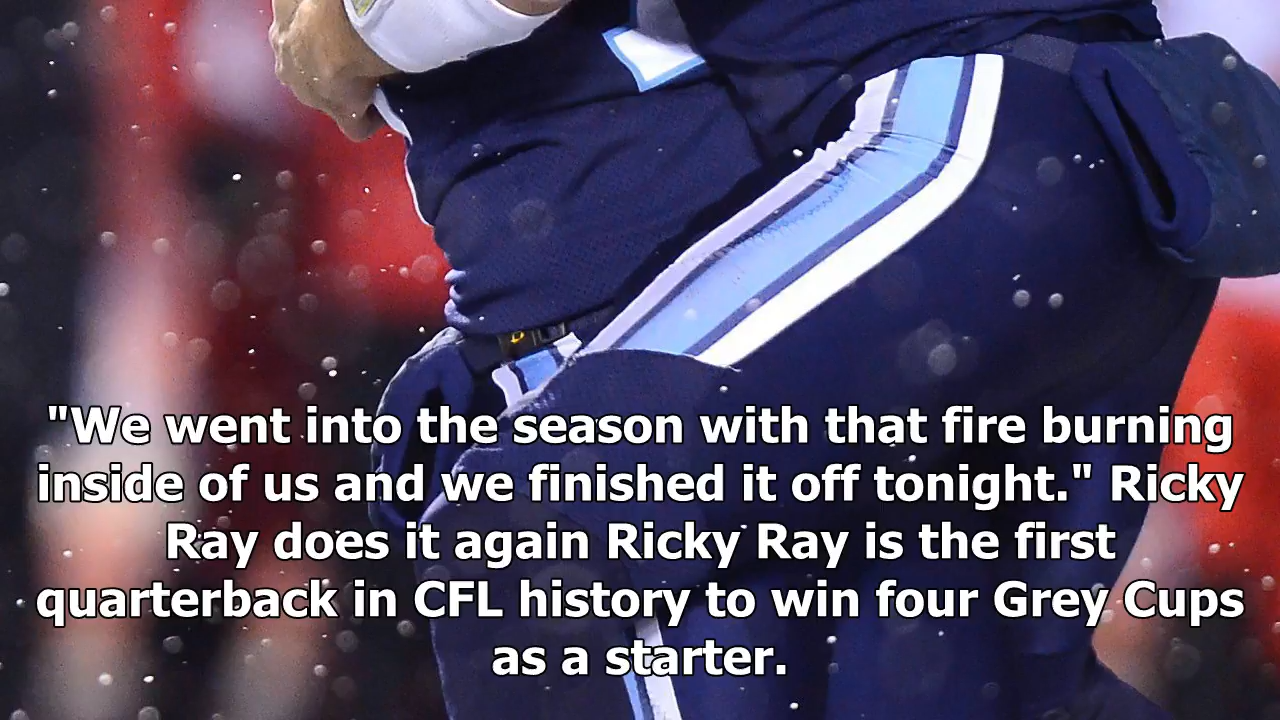 "We went into the season with that fire burning
inside of us and we finished it off tonight." Ricky
Ray does it again Ricky Ray is the first
quarterback in CFL history to win four Grey Cups
as a starter.